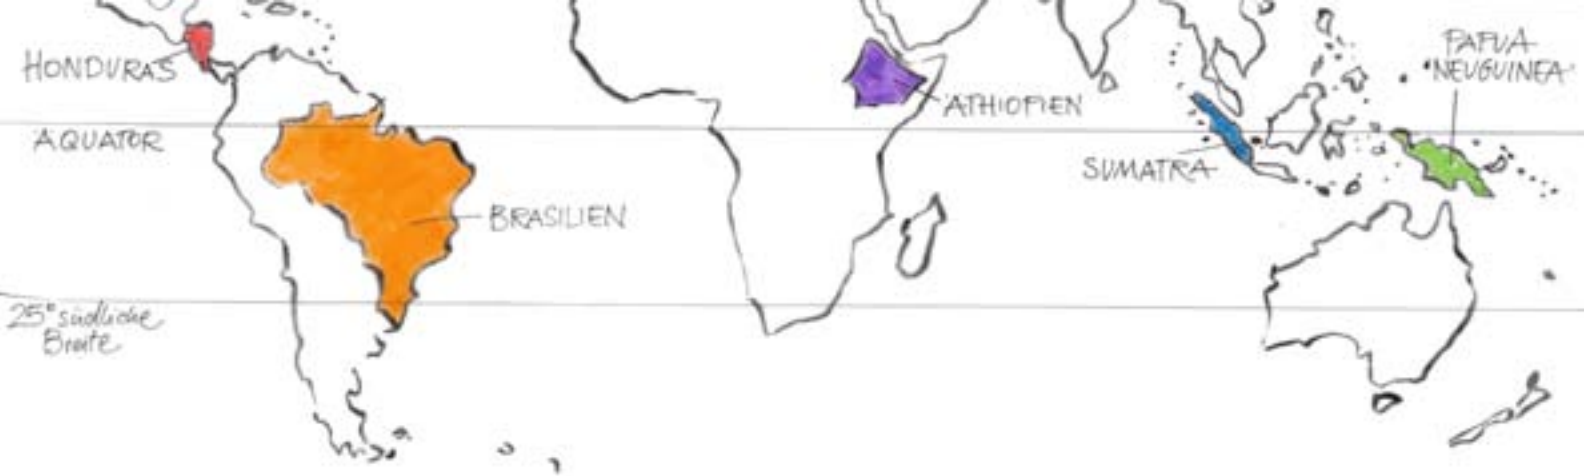 HONDURAS
ÄQUATOR
BRASILIEN
25° südliche
Breite
ÄTHIOPIEN
SUMATRA
PAPUA-
NEUGUINEA